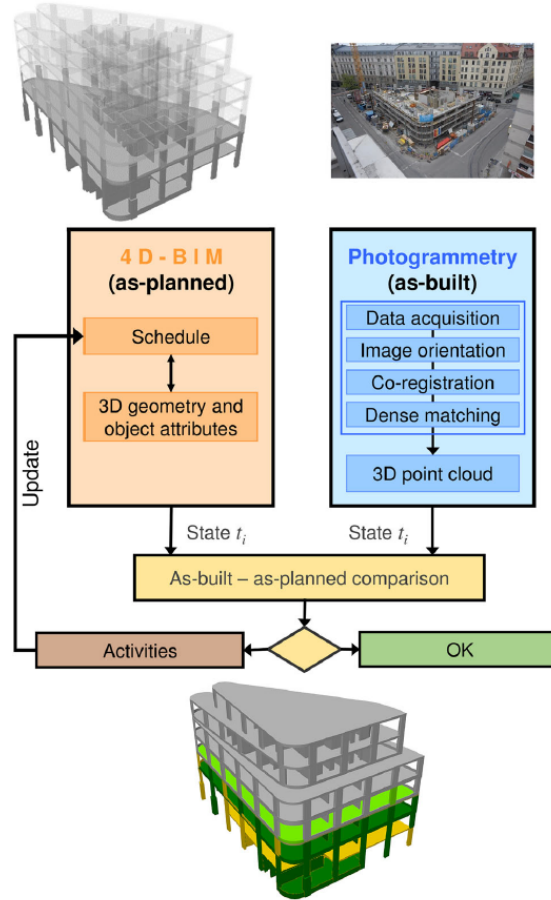 4 D - B I M
(as-planned)
Schedule
3D geometry and
object attributes
Photogrammetry
(as-built)
Data acquisition
Image orientation
Co-registration
Dense matching
3D point cloud
Update
State tᵢ
State tᵢ
As-built – as-planned comparison
Activities
OK